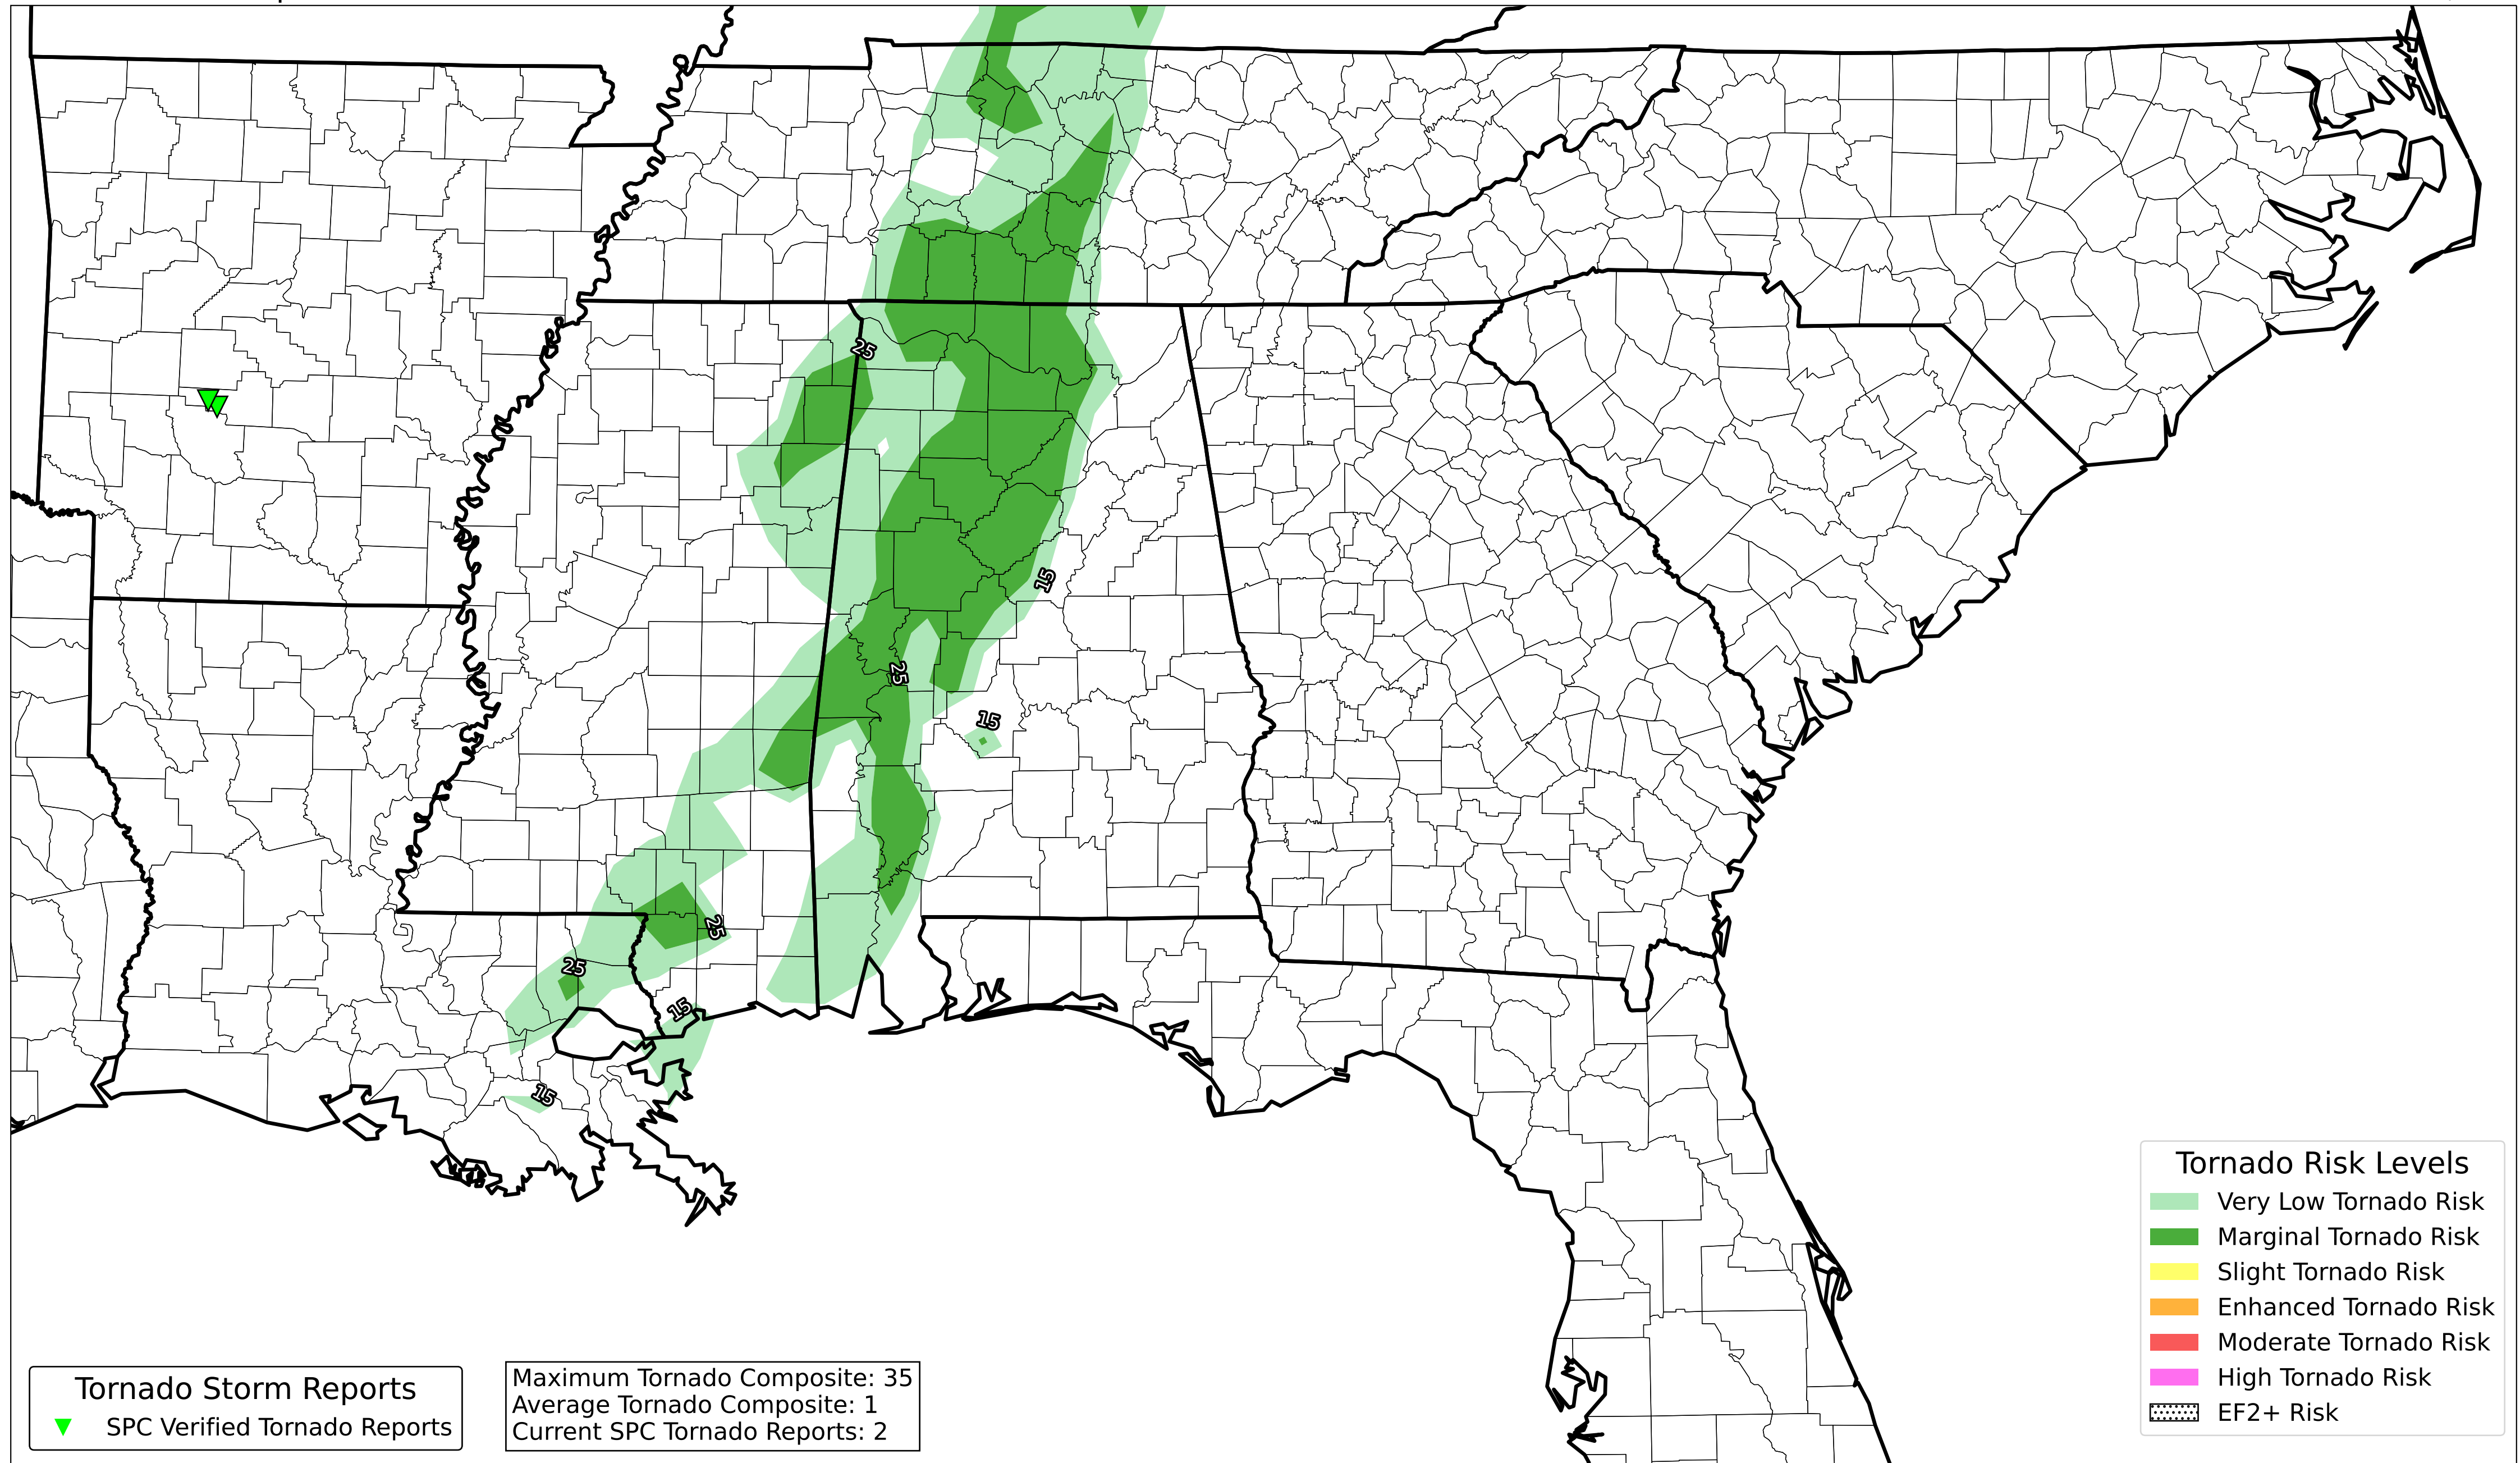 25
15
25
15
25
25
15
15
Tornado Risk Levels
Very Low Tornado Risk
Marginal Tornado Risk
Slight Tornado Risk
Enhanced Tornado Risk
Moderate Tornado Risk
High Tornado Risk
EF2+ Risk
Tornado Storm Reports
SPC Verified Tornado Reports
Maximum Tornado Composite: 35
Average Tornado Composite: 1
Current SPC Tornado Reports: 2